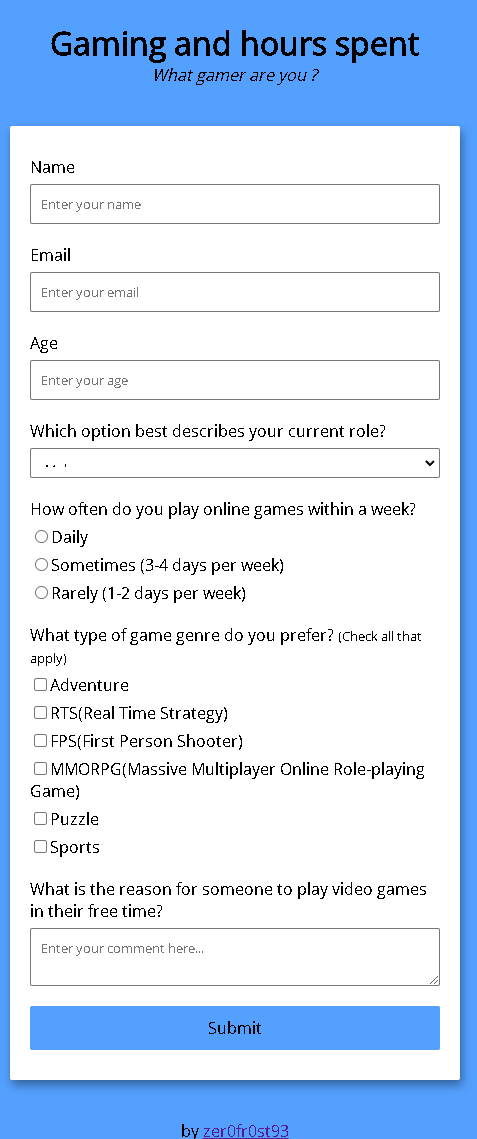 Gaming and hours spent
What gamer are you ?
Name
Enter your name
Email
Enter your email
Age
Enter your age
Which option best describes your current role?
How often do you play online games within a week?
Daily
Sometimes (3-4 days per week)
Rarely (1-2 days per week)
What type of game genre do you prefer? (Check all that
apply)
Adventure
RTS(Real Time Strategy)
FPS(First Person Shooter)
MMORPG(Massive Multiplayer Online Role-playing
Game)
Puzzle
Sports
What is the reason for someone to play video games
in their free time?
Enter your comment here...
Submit
by zer0fr0st93